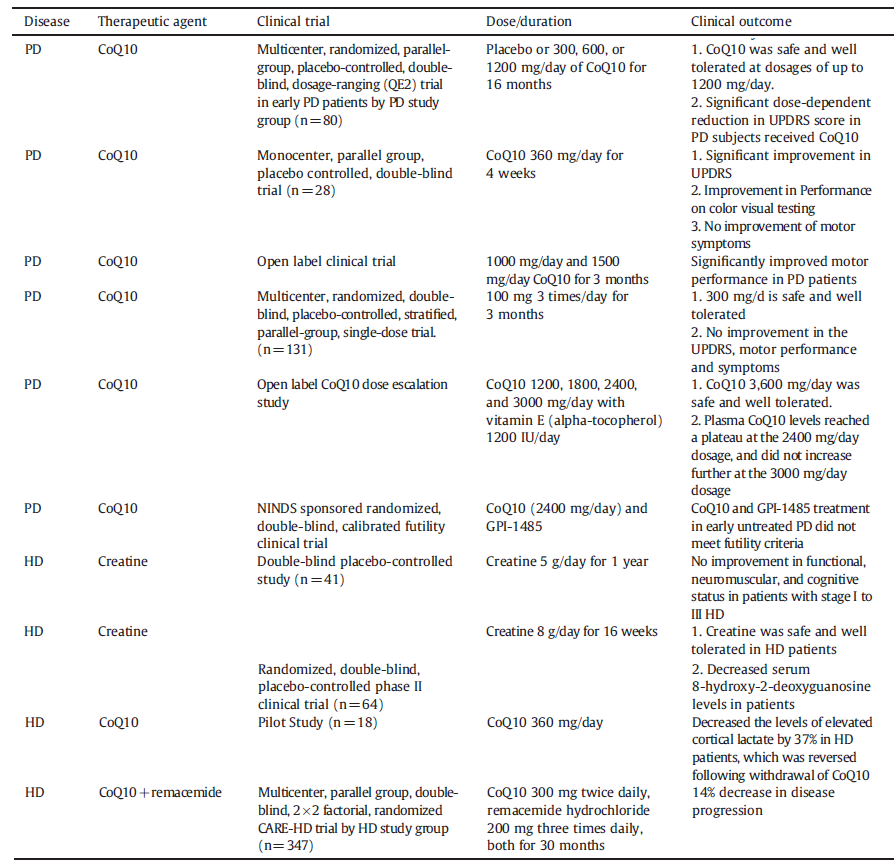 Disease Therapeutic agent Clinical trial Dose/duration Clinical outcome
PD CoQ10 Multicenter, randomized, parallel- Placebo or 300, 600, or 1. CoQ10 was safe and well
group, placebo-controlled, double- 1200 mg/day of CoQ10 for tolerated at dosages of up to
blind, dosage-ranging (QE2) trial 16 months 1200 mg/day.
in early PD patients by PD study 2. Significant dose-dependent
group (n=80) reduction in UPDRS score in
PD subjects received CoQ10
PD CoQ10 Monocenter, parallel group, CoQ10 360 mg/day for 1. Significant improvement in
placebo controlled, double-blind 4 weeks UPDRS
trial (n=28) 2. Improvement in Performance
on color visual testing
3. No improvement of motor
symptoms
PD CoQ10 Open label clinical trial 1000 mg/day and 1500 Significantly improved motor
mg/day CoQ10 for 3 months performance in PD patients
PD CoQ10 Multicenter, randomized, double- 100 mg 3 times/day for 1. 300 mg/d is safe and well
blind, placebo-controlled, stratified, 3 months tolerated
parallel-group, single-dose trial. 2. No improvement in the
(n=131) UPDRS, motor performance
and symptoms
PD CoQ10 Open label CoQ10 dose escalation CoQ10 1200, 1800, 2400, 1. CoQ10 3,600 mg/day was
study and 3000 mg/day with safe and well tolerated.
vitamin E (alpha-tocopherol) 2. Plasma CoQ10 levels reached
1200 IU/day a plateau at the 2400 mg/day
dosage, and did not increase
further at the 3000 mg/day
dosage
PD CoQ10 NINDS sponsored randomized, CoQ10 (2400 mg/day) and CoQ10 and GPI-1485 treatment
double-blind, calibrated futility GPI-1485 in early untreated PD did not
clinical trial meet futility criteria
HD Creatine Double-blind placebo-controlled Creatine 5 g/day for 1 year No improvement in functional,
study (n=41) neuromuscular, and cognitive
status in patients with stage I to
III HD
HD Creatine Creatine 8 g/day for 16 weeks 1. Creatine was safe and well
tolerated in HD patients
Randomized, double-blind, 2. Decreased serum
placebo-controlled phase II 8-hydroxy-2-deoxyguanosine
clinical trial (n=64) levels in patients
HD CoQ10 Pilot Study (n=18) CoQ10 360 mg/day Decreased the levels of elevated
cortical lactate by 37% in HD
patients, which was reversed
following withdrawal of CoQ10
HD CoQ10+remacemide Multicenter, parallel group, double- CoQ10 300 mg twice daily, 14% decrease in disease
blind, 2×2 factorial, randomized remacemide hydrochloride progression
CARE-HD trial by HD study group 200 mg three times daily,
(n=347) both for 30 months